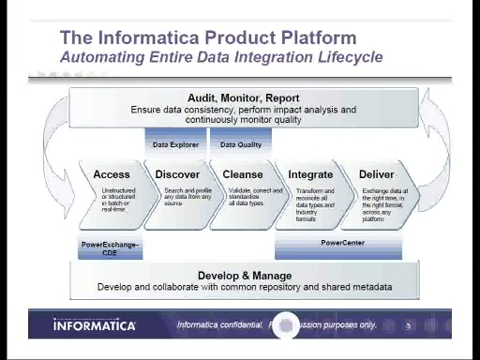 The Informatica Product Platform
Automating Entire Data Integration Lifecycle
Audit, Monitor, Report
Ensure data consistency, perform impact analysis and
continuously monitor quality
Data Explorer
Data Quality
Access
Unstructured
or structured
in batch or
real-time
Discover
Search and profile
any data from any
source
Cleanse
Validate, correct and
standardize
all data types
Integrate
Transform and
reconcile all
data types and
Industry
formats
Deliver
Exchange data at
the right time, in
the right format,
across any
platform
PowerExchange-
CDE
PowerCenter
Develop & Manage
Develop and collaborate with common repository and shared metadata
INFORMATICA
Informatica confidential. purposes only.
5